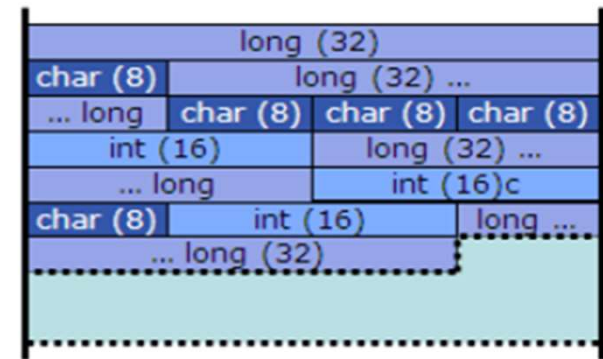 long (32)
char (8) long (32) ...
... long char (8) char (8) char (8)
int (16) long (32) ...
... long int (16)c
char (8) int (16) long ...
... long (32)